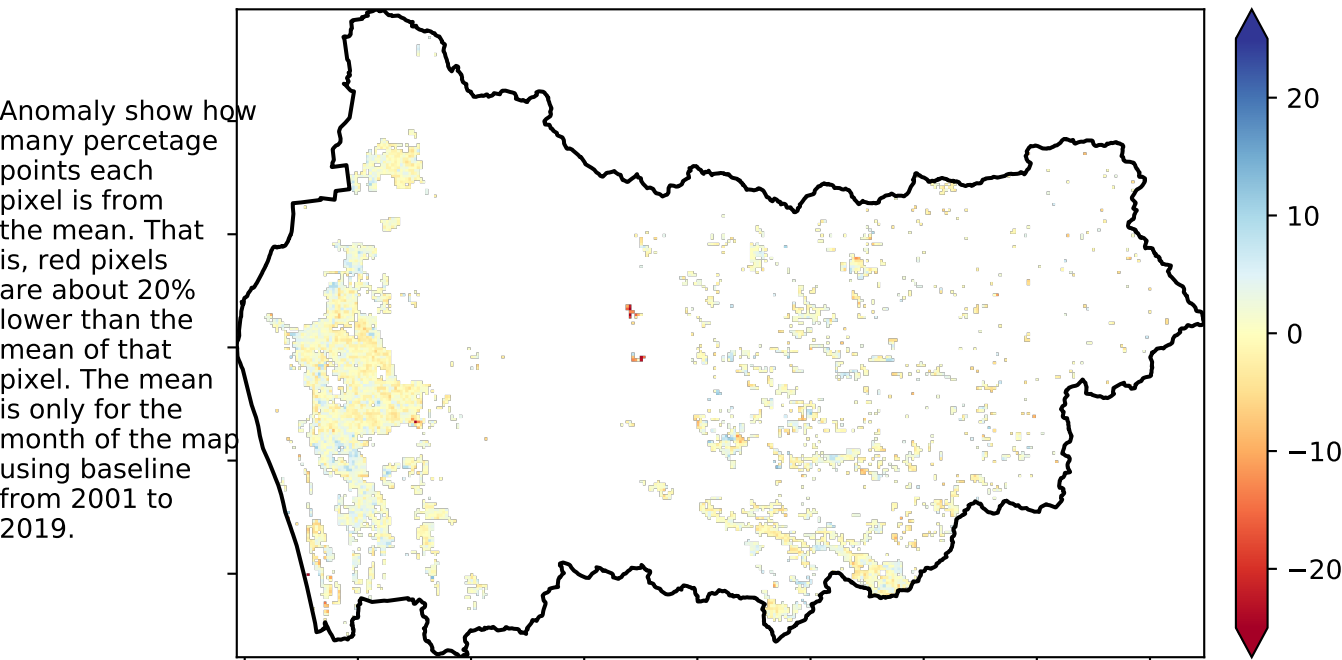 Anomaly show how
many percetage
points each
pixel is from
the mean. That
is, red pixels
are about 20%
lower than the
mean of that
pixel. The mean
is only for the
month of the map
using baseline
from 2001 to
2019.
20
10
0
−10
−20